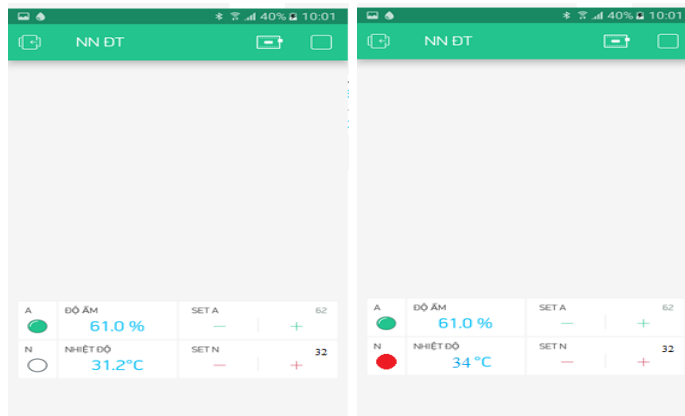 40% 10:01
NN ĐT
A ĐỘ ẨM SET A 62
61.0 % − +
N NHIỆT ĐỘ SET N 32
31.2°C − +
40% 10:01
NN ĐT
A ĐỘ ẨM SET A 62
61.0 % − +
N NHIỆT ĐỘ SET N 32
34 °C − +